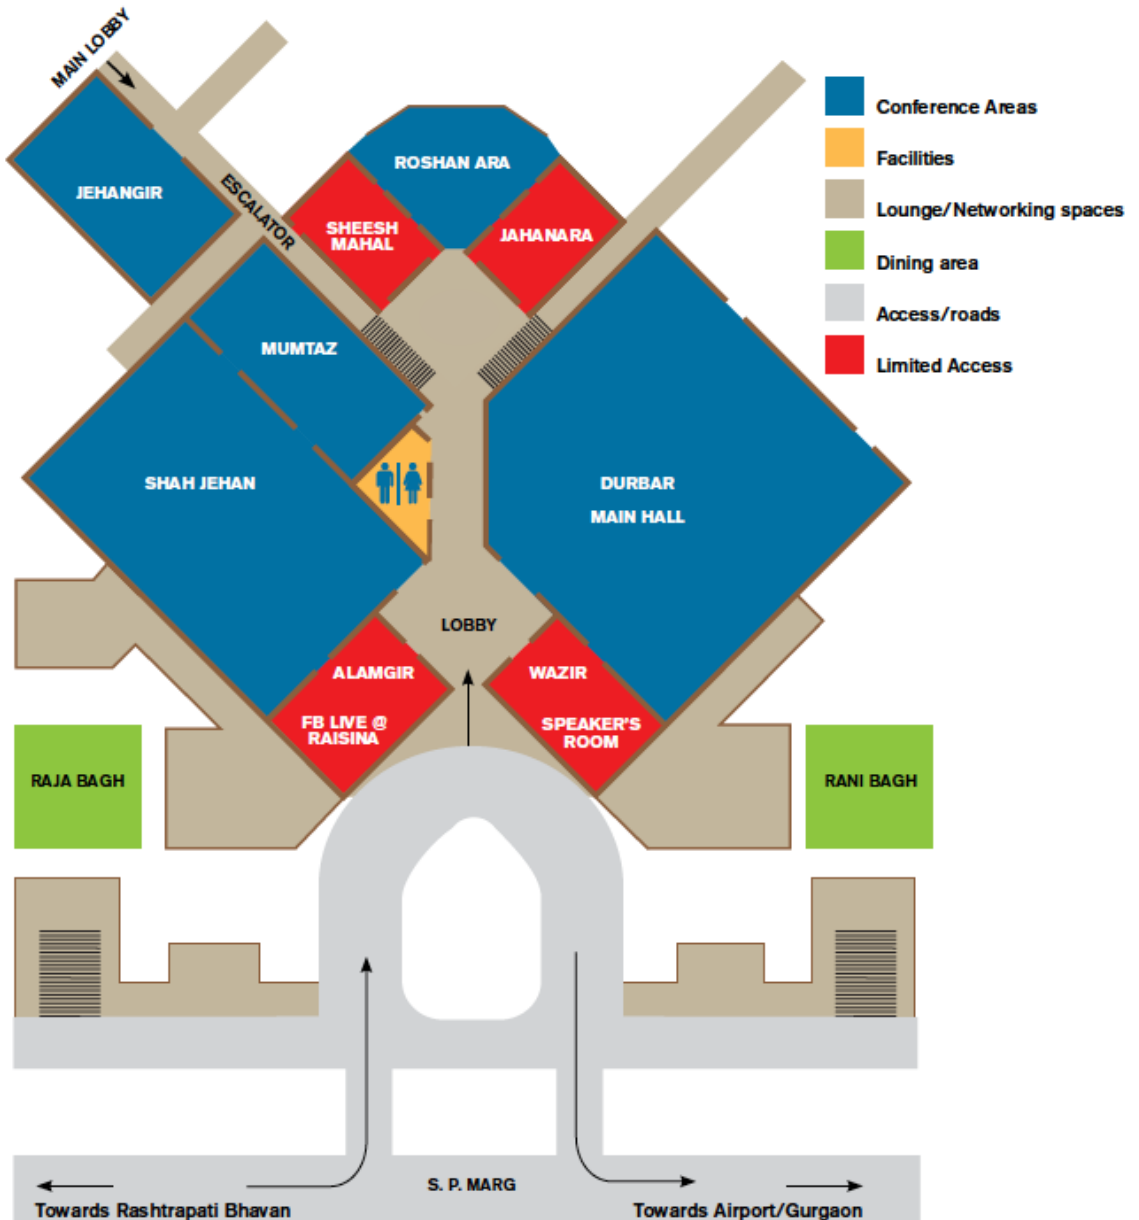 MAIN LOBBY
JEHANGIR
ESCALATOR
ROSHAN ARA
SHEESH
MAHAL
JAHANARA
MUMTAZ
SHAH JEHAN
DURBAR
MAIN HALL
LOBBY
ALAMGIR
FB LIVE @
RAISINA
WAZIR
SPEAKER'S
ROOM
RAJA BAGH
RANI BAGH
S. P. MARG
Towards Rashtrapati Bhavan
Towards Airport/Gurgaon
Conference Areas
Facilities
Lounge/Networking spaces
Dining area
Access/roads
Limited Access